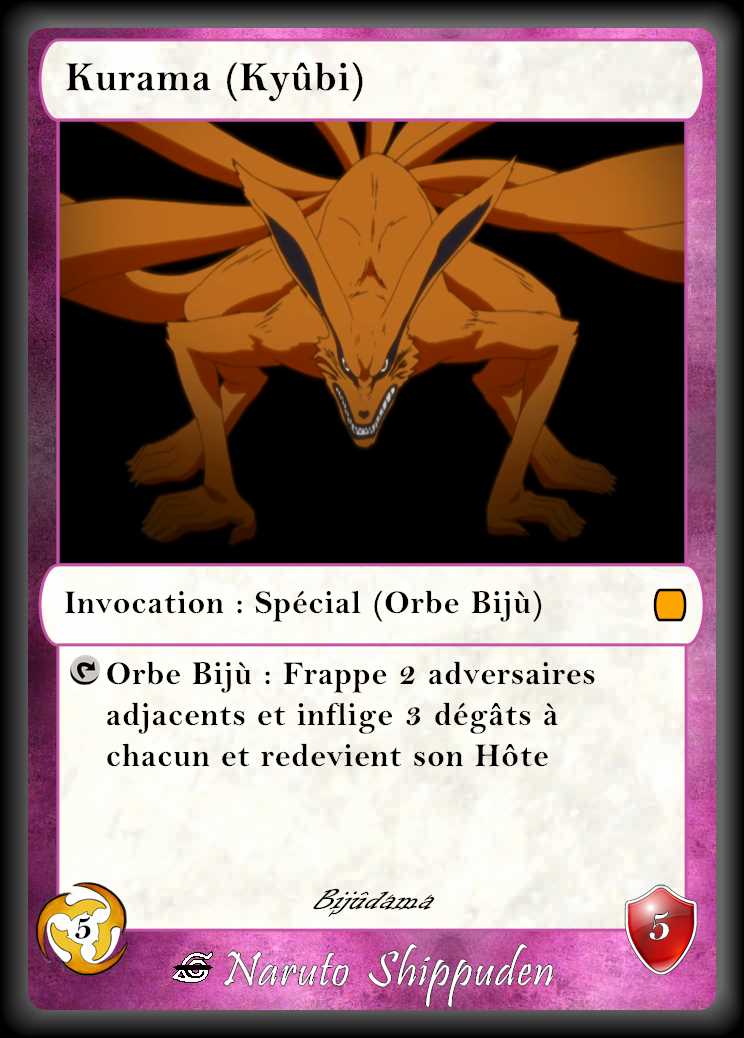 Kurama (Kyûbi)
Invocation : Spécial (Orbe Bijù)
Orbe Bijù : Frappe 2 adversaires
adjacents et inflige 3 dégâts à
chacun et redevient son Hôte
Bijûdama
5
5
Naruto Shippuden